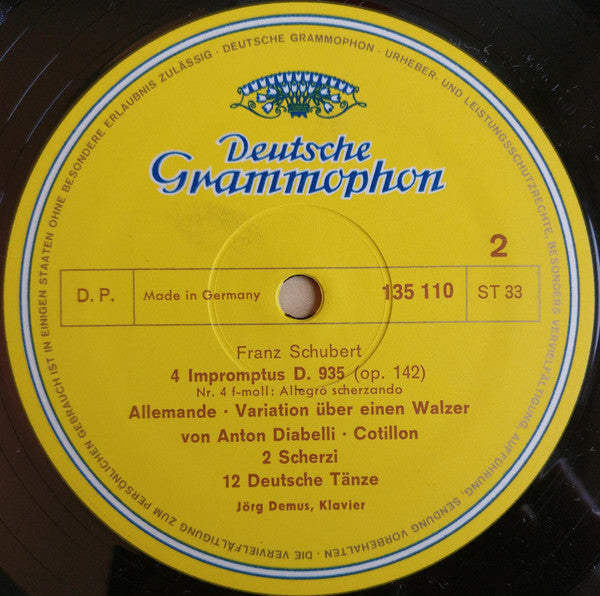 DEUTSCHE GRAMMOPHON · URHEBER- UND LEISTUNGSSCHUTZRECHTE, BESONDERS VERVIELFÄLTIGUNG, AUFFÜHRUNG, SENDUNG VORBEHALTEN · DIE VERVIELFÄLTIGUNG ZUM PERSÖNLICHEN GEBRAUCH IST IN EINIGEN STAATEN OHNE BESONDERE ERLAUBNIS ZULÄSSIG ·
Deutsche
Grammophon
2
D. P. Made in Germany 135 110 ST 33
Franz Schubert
4 Impromptus D. 935 (op. 142)
Nr. 4 f-moll: Allegro scherzando
Allemande · Variation über einen Walzer
von Anton Diabelli · Cotillon
2 Scherzi
12 Deutsche Tänze
Jörg Demus, Klavier